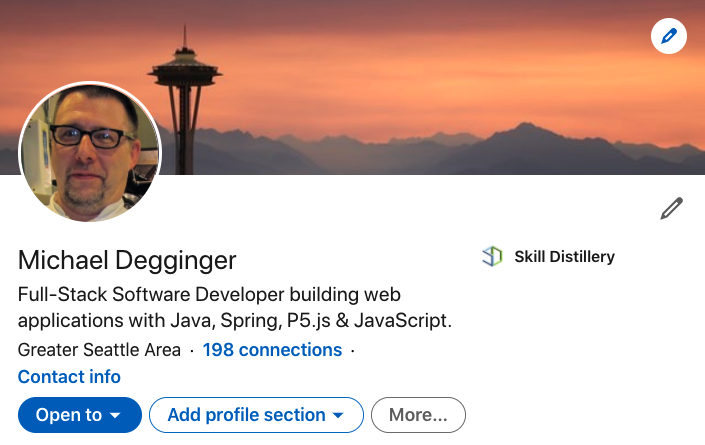 Michael Degginger
Skill Distillery
Full-Stack Software Developer building web
applications with Java, Spring, P5.js & JavaScript.
Greater Seattle Area · 198 connections ·
Contact info
Open to
Add profile section
More...